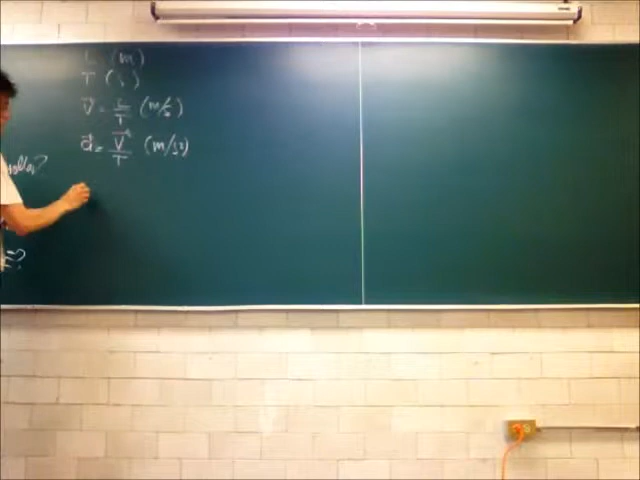 L (m)
T (s)
V⃗ = L/T (m/s)
a⃗ = V⃗/T (m/s²)